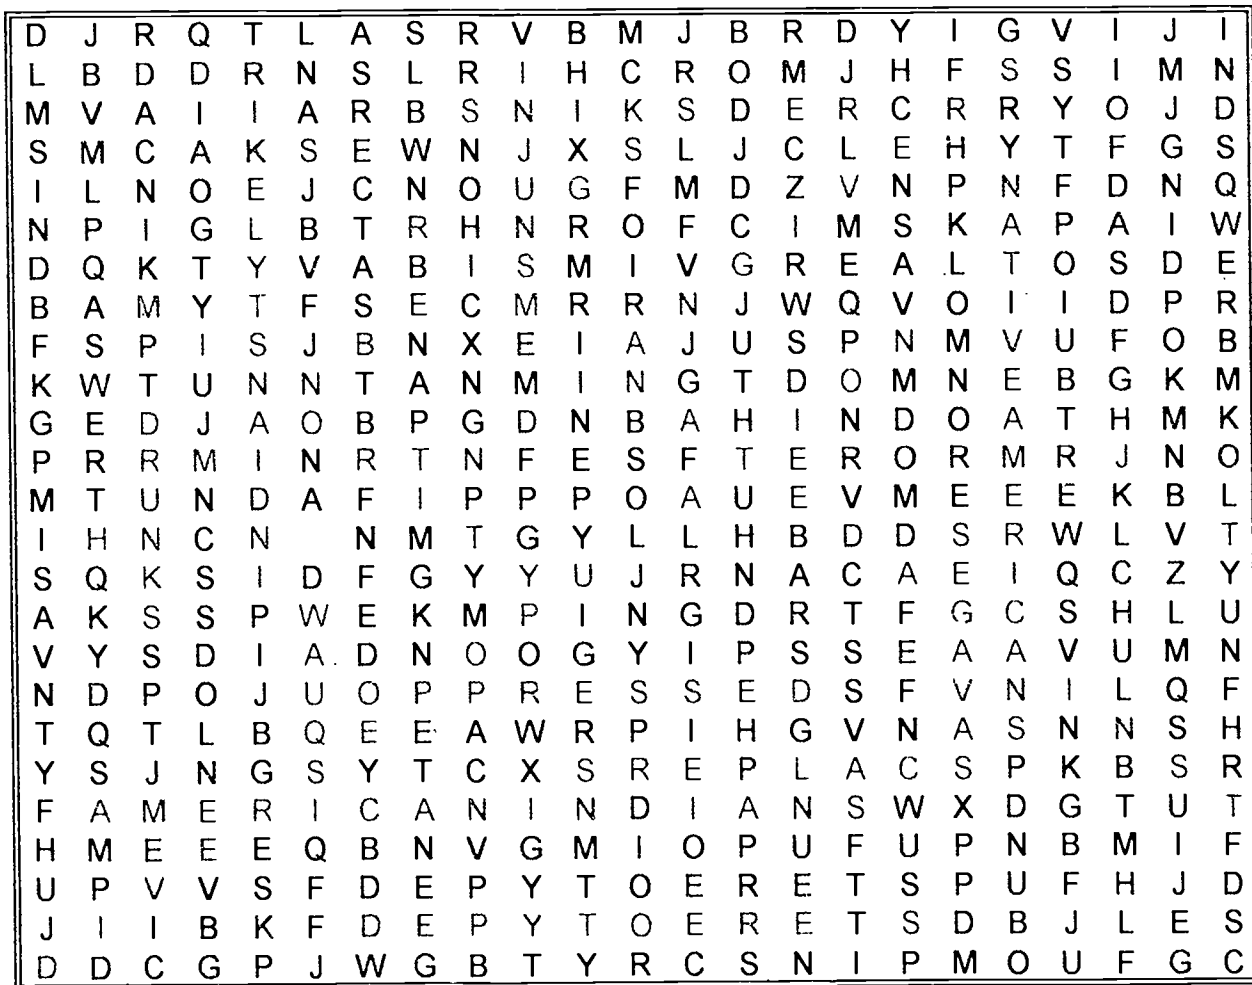 D J R Q T L A S R V B M J B R D Y I G V I J I
L B D D R N S L R I H C R O M J H F S S I M N
M V A I I A R B S N I K S D E R C R R Y O J D
S M C A K S E W N J X S L J C L E H Y T F G S
I L N O E J C N O U G F M D Z V N P N F D N Q
N P I G L B T R H N R O F C I M S K A P A I W
D Q K T Y V A B I S M I V G R E A L T O S D E
B A M Y T F S E C M R R N J W Q V O I I D P R
F S P I S J B N X E I A J U S P N M V U F O B
K W T U N N T A N M I N G T D O M N E B G K M
G E D J A O B P G D N B A H I N D O A T H M K
P R R M I N R T N F E S F T E R O R M R J N O
M T U N D A F I P P P O A U E V M E E E K B L
I H N C N N M T G Y L L H B D D S R W L V T
S Q K S I D F G Y Y U J R N A C A E I Q C Z Y
A K S S P W E K M P I N G D R T F G C S H L U
V Y S D I A D N O O G Y I P S S E A A V U M N
N D P O J U O P P R E S S E D S F V N I L Q F
T Q T L B Q E E A W R P I H G V N A S N N S H
Y S J N G S Y T C X S R E P L A C S P K B S R
F A M E R I C A N I N D I A N S W X D G T U T
H M E E E Q B N V G M I O P U F U P N B M I F
U P V V S F D E P Y T O E R E T S P U F H J D
J I I B K F D E P Y T O E R E T S D B J L E S
D D C G P J W G B T Y R C S N I P M O U F G C